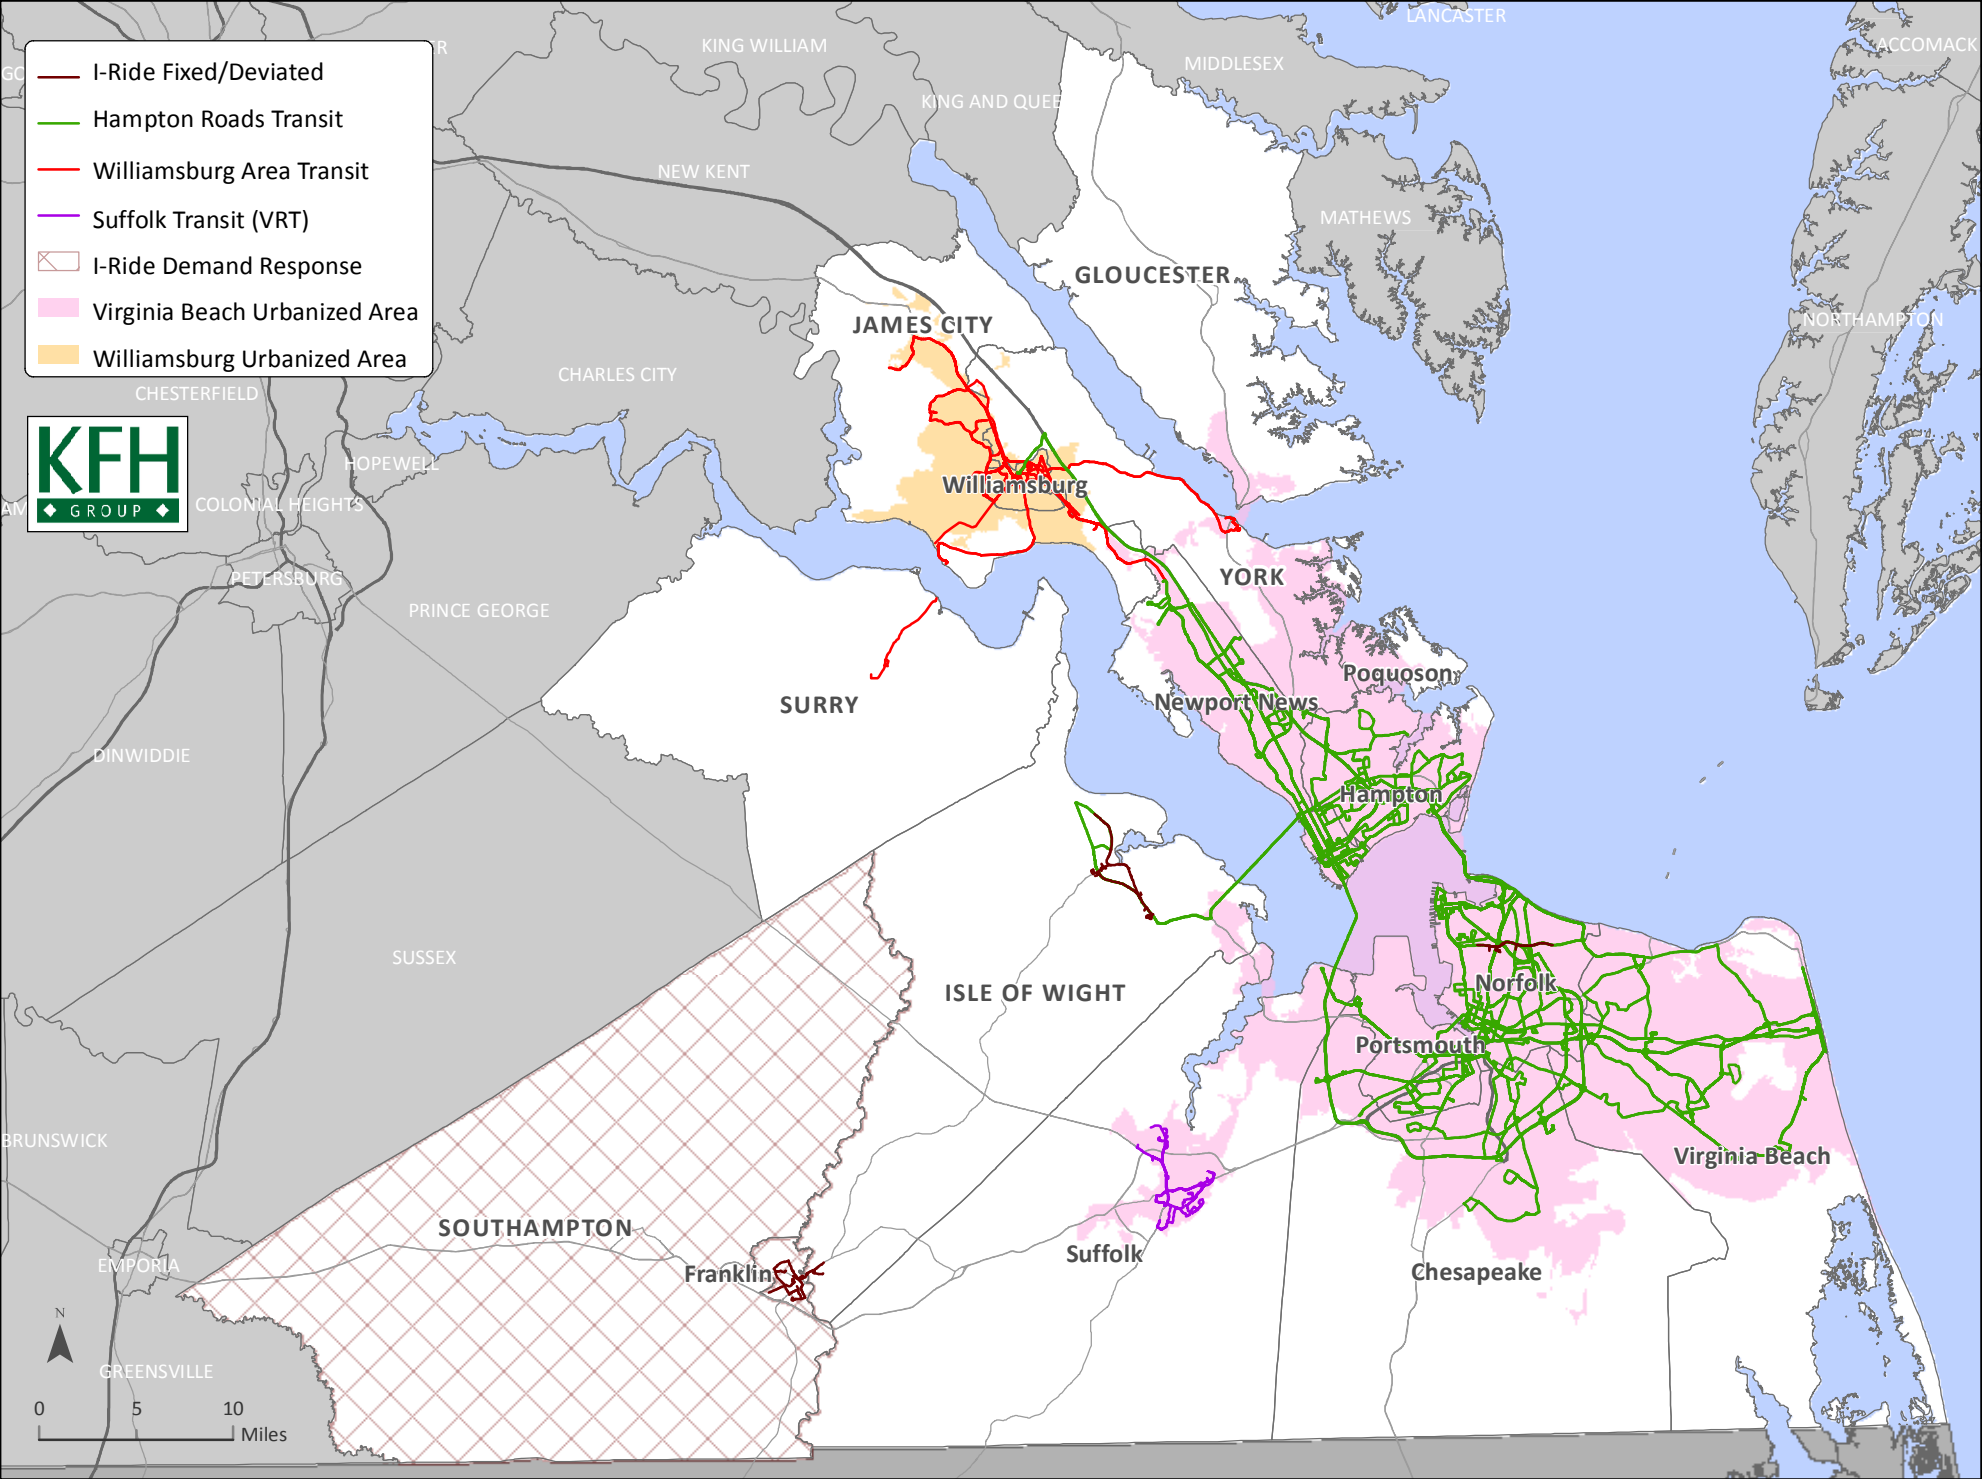 LANCASTER
ACCOMACK
KING WILLIAM
MIDDLESEX
KING AND QUEE
ER
GO
I-Ride Fixed/Deviated
Hampton Roads Transit
Williamsburg Area Transit
Suffolk Transit (VRT)
I-Ride Demand Response
Virginia Beach Urbanized Area
Williamsburg Urbanized Area
NEW KENT
MATHEWS
GLOUCESTER
JAMES CITY
NORTHAMPTON
CHARLES CITY
CHESTERFIELD
KFH
GROUP
HOPEWELL
COLONIAL HEIGHTS
AM
Williamsburg
PETERSBURG
YORK
PRINCE GEORGE
Poquoson
SURRY
Newport News
DINWIDDIE
Hampton
SUSSEX
Norfolk
ISLE OF WIGHT
Portsmouth
BRUNSWICK
Virginia Beach
SOUTHAMPTON
Suffolk
EMPORIA
Franklin
Chesapeake
N
GREENSVILLE
0 5 10
Miles